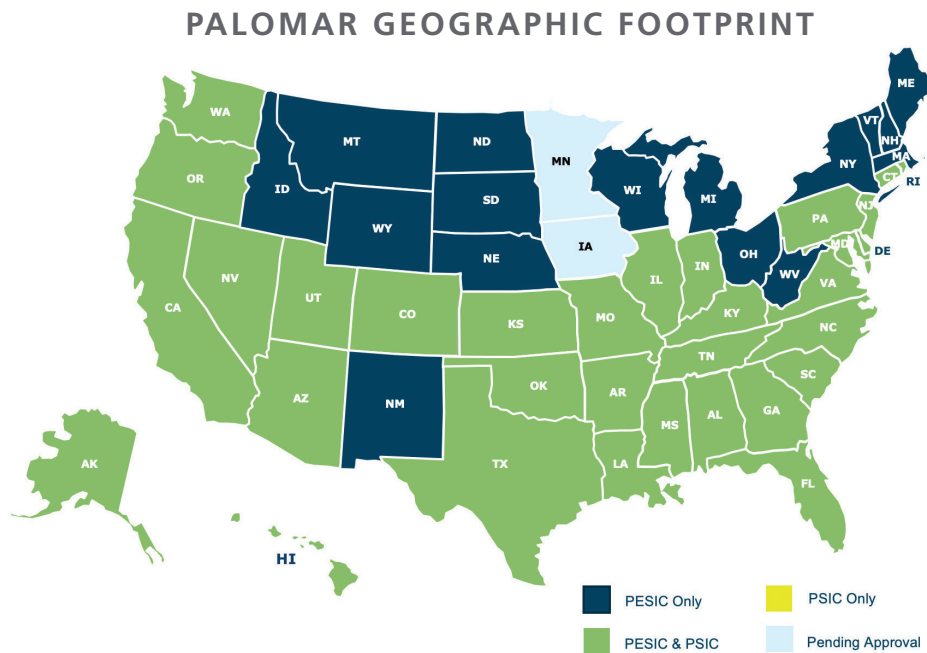 PALOMAR GEOGRAPHIC FOOTPRINT
ME
WA
VT
MT
ND
NH
MN
MA
OR
NY
CT
RI
ID
SD
WI
MI
NJ
WY
PA
IA
MD
DE
NE
OH
IN
NV
IL
WV
VA
UT
CA
CO
KY
KS
MO
NC
TN
SC
OK
AZ
AR
NM
GA
MS
AL
AK
TX
LA
FL
HI
PESIC Only
PSIC Only
PESIC & PSIC
Pending Approval